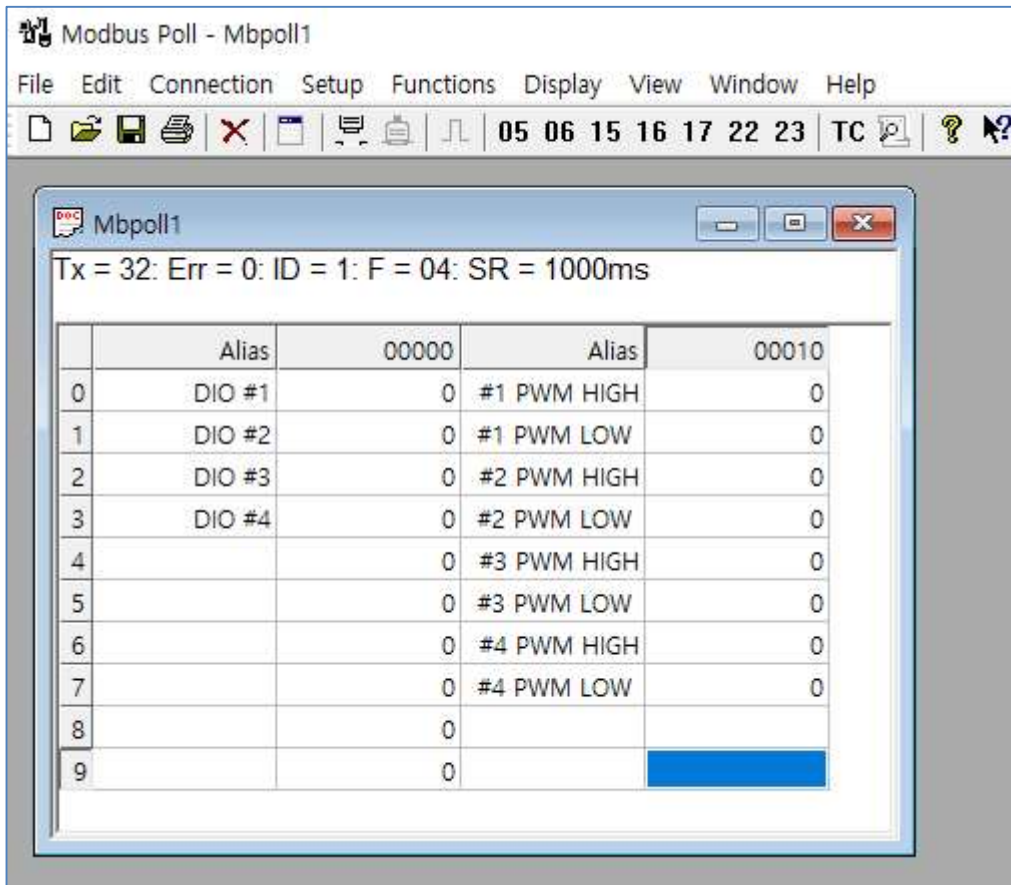 Modbus Poll - Mbpoll1
File Edit Connection Setup Functions Display View Window Help
05 06 15 16 17 22 23 TC
Mbpoll1
Tx = 32: Err = 0: ID = 1: F = 04: SR = 1000ms
Alias 00000 Alias 00010
0 DIO #1 0 #1 PWM HIGH 0
1 DIO #2 0 #1 PWM LOW 0
2 DIO #3 0 #2 PWM HIGH 0
3 DIO #4 0 #2 PWM LOW 0
4 0 #3 PWM HIGH 0
5 0 #3 PWM LOW 0
6 0 #4 PWM HIGH 0
7 0 #4 PWM LOW 0
8 0
9 0